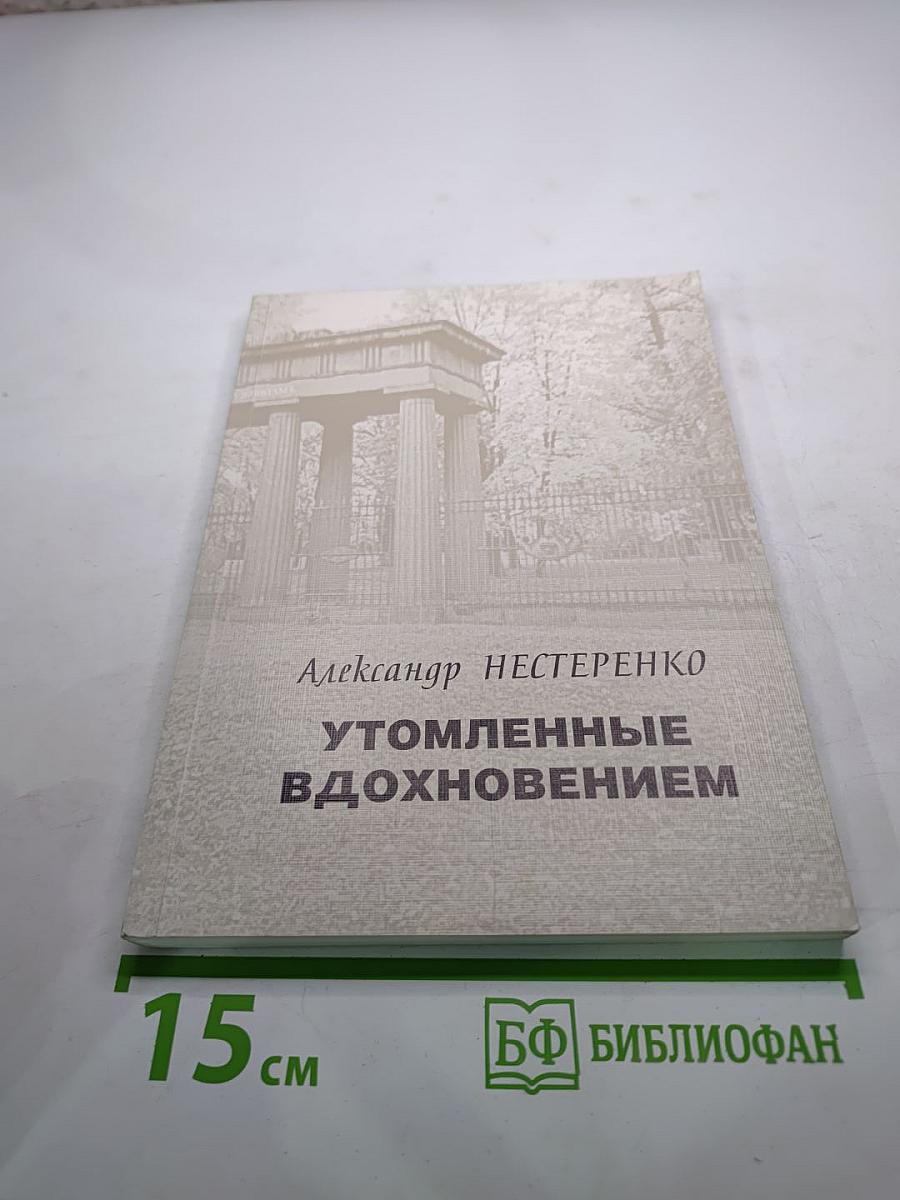 Александр НЕСТЕРЕНКО
УТОМЛЕННЫЕ
ВДОХНОВЕНИЕМ
15 см
БФ БИБЛИОФАН